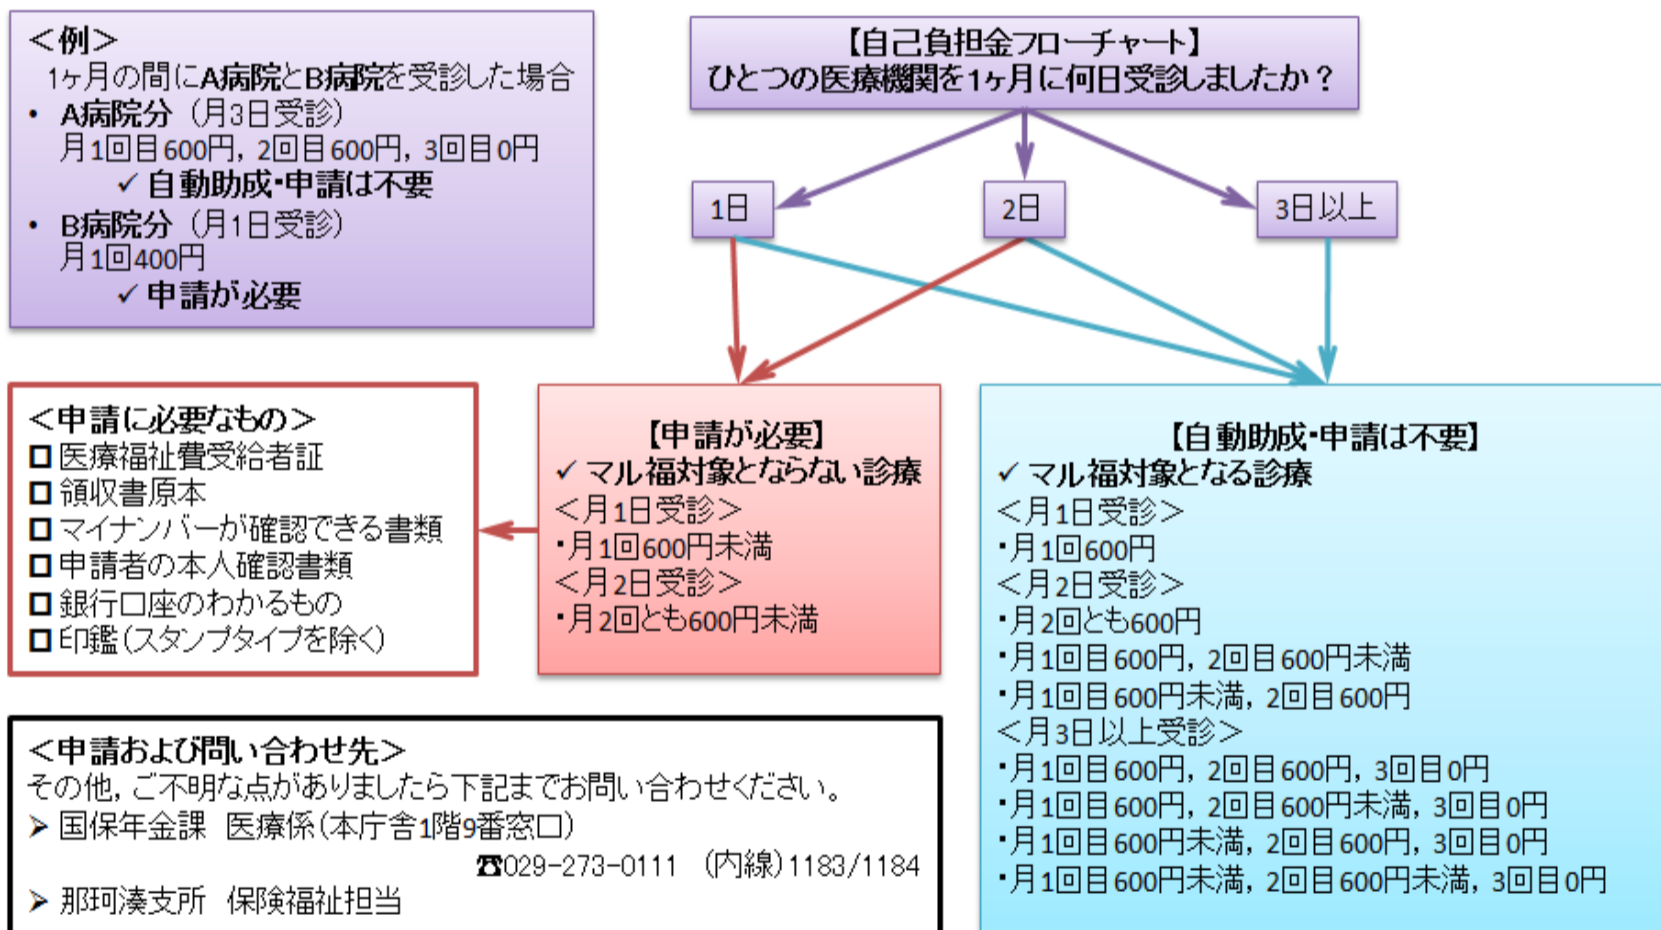 ＜例＞
1ヶ月の間にA病院とB病院を受診した場合
・ A病院分（月3日受診）
月1回目600円，2回目600円，3回目0円
✓ 自動助成・申請は不要
・ B病院分（月1日受診）
月1回400円
✓ 申請が必要
【自己負担金フローチャート】
ひとつの医療機関を1ヶ月に何日受診しましたか？
1日
2日
3日以上
＜申請に必要なもの＞
□ 医療福祉費受給者証
□ 領収書原本
□ マイナンバーが確認できる書類
□ 申請者の本人確認書類
□ 銀行口座のわかるもの
□ 印鑑（スタンプタイプを除く）
【申請が必要】
✓ マル福対象とならない診療
＜月1日受診＞
・月1回600円未満
＜月2日受診＞
・月2回とも600円未満
【自動助成・申請は不要】
✓ マル福対象となる診療
＜月1日受診＞
・月1回600円
＜月2日受診＞
・月2回とも600円
・月1回目600円，2回目600円未満
・月1回目600円未満，2回目600円
＜月3日以上受診＞
・月1回目600円，2回目600円，3回目0円
・月1回目600円，2回目600円未満，3回目0円
・月1回目600円未満，2回目600円，3回目0円
・月1回目600円未満，2回目600円未満，3回目0円
＜申請および問い合わせ先＞
その他，ご不明な点がありましたら下記までお問い合わせください。
➢ 国保年金課 医療係（本庁舎1階9番窓口）
☎029-273-0111 （内線）1183/1184
➢ 那珂湊支所 保険福祉担当